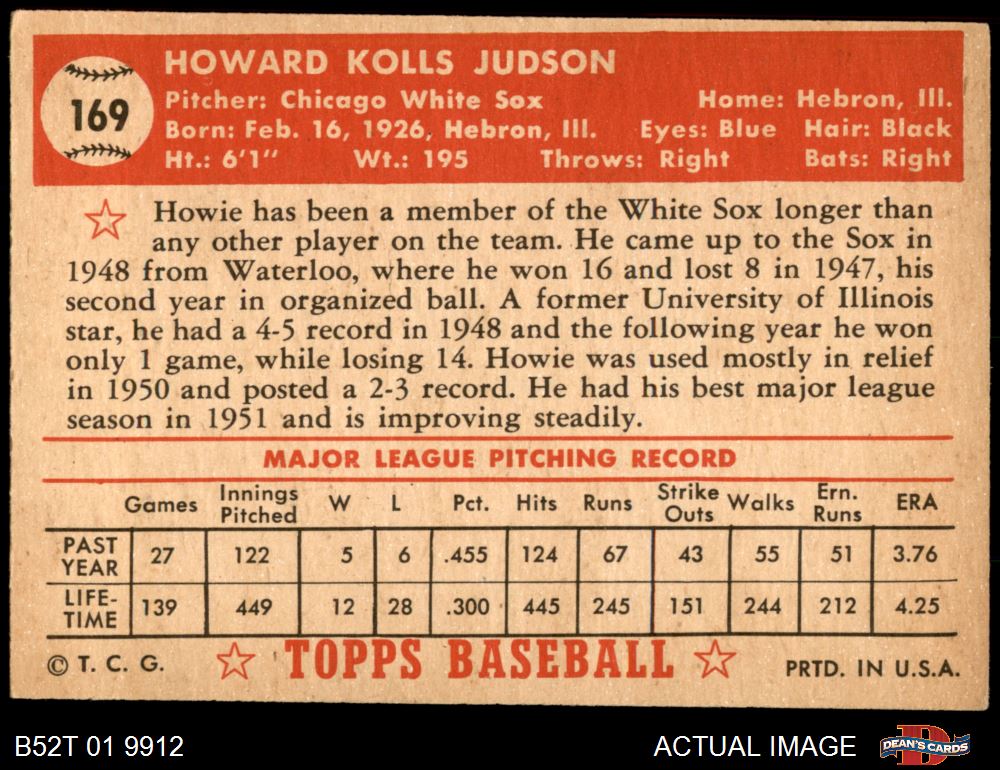 HOWARD KOLLS JUDSON
169
Pitcher: Chicago White Sox Home: Hebron, Ill.
Born: Feb. 16, 1926, Hebron, Ill. Eyes: Blue Hair: Black
Ht.: 6'1" Wt.: 195 Throws: Right Bats: Right
Howie has been a member of the White Sox longer than
any other player on the team. He came up to the Sox in
1948 from Waterloo, where he won 16 and lost 8 in 1947, his
second year in organized ball. A former University of Illinois
star, he had a 4-5 record in 1948 and the following year he won
only 1 game, while losing 14. Howie was used mostly in relief
in 1950 and posted a 2-3 record. He had his best major league
season in 1951 and is improving steadily.
MAJOR LEAGUE PITCHING RECORD
Games Innings Pitched W L Pct. Hits Runs Strike Outs Walks Ern. Runs ERA
PAST YEAR 27 122 5 6 .455 124 67 43 55 51 3.76
LIFE-TIME 139 449 12 28 .300 445 245 151 244 212 4.25
© T. C. G. TOPPS BASEBALL PRTD. IN U.S.A.
B52T 01 9912 ACTUAL IMAGE DEAN'S CARDS